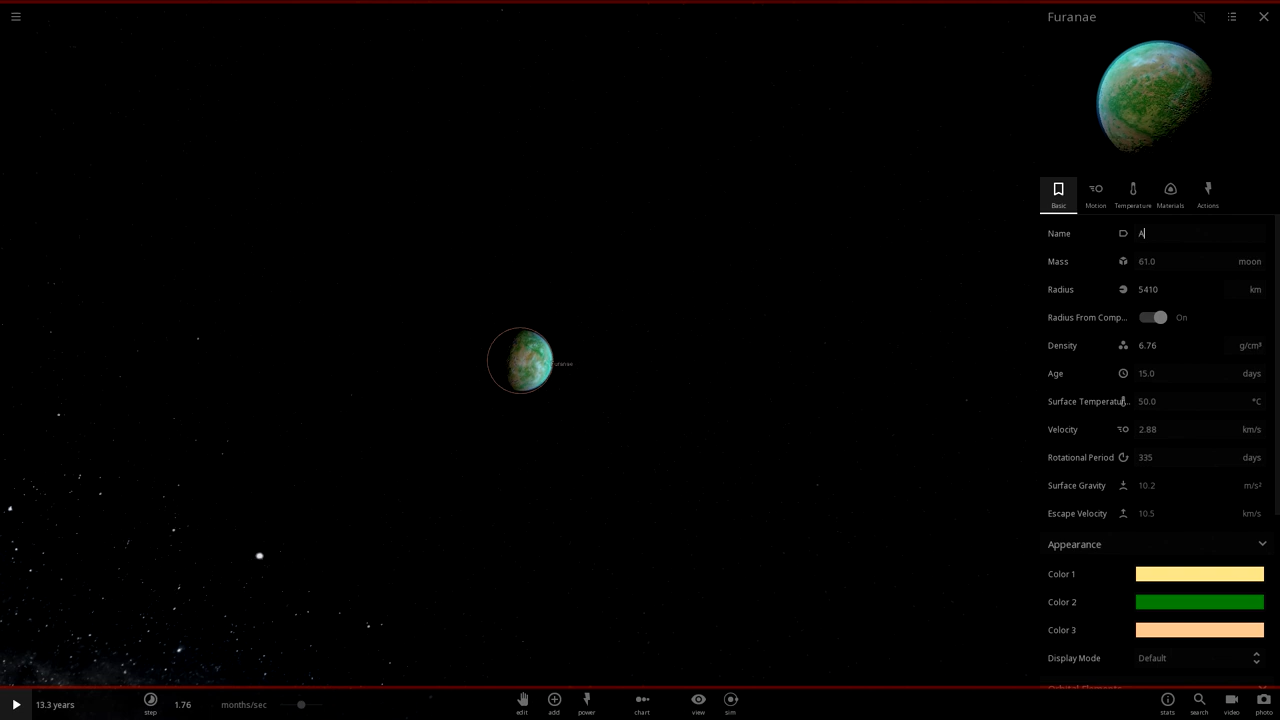 Furanae
Basic
Motion
Temperature
Materials
Actions
Name A
Mass 61.0 moon
Radius 5410 km
Radius From Comp... On
Density 6.76 g/cm³
Age 15.0 days
Surface Temperatu... 50.0 °C
Velocity 2.88 km/s
Rotational Period 335 days
Surface Gravity 10.2 m/s²
Escape Velocity 10.5 km/s
Appearance
Color 1
Color 2
Color 3
Display Mode Default
Orbital Elements
Furanae
13.3 years
step
1.76 months/sec
edit
add
power
chart
view
sim
stats
search
video
photo